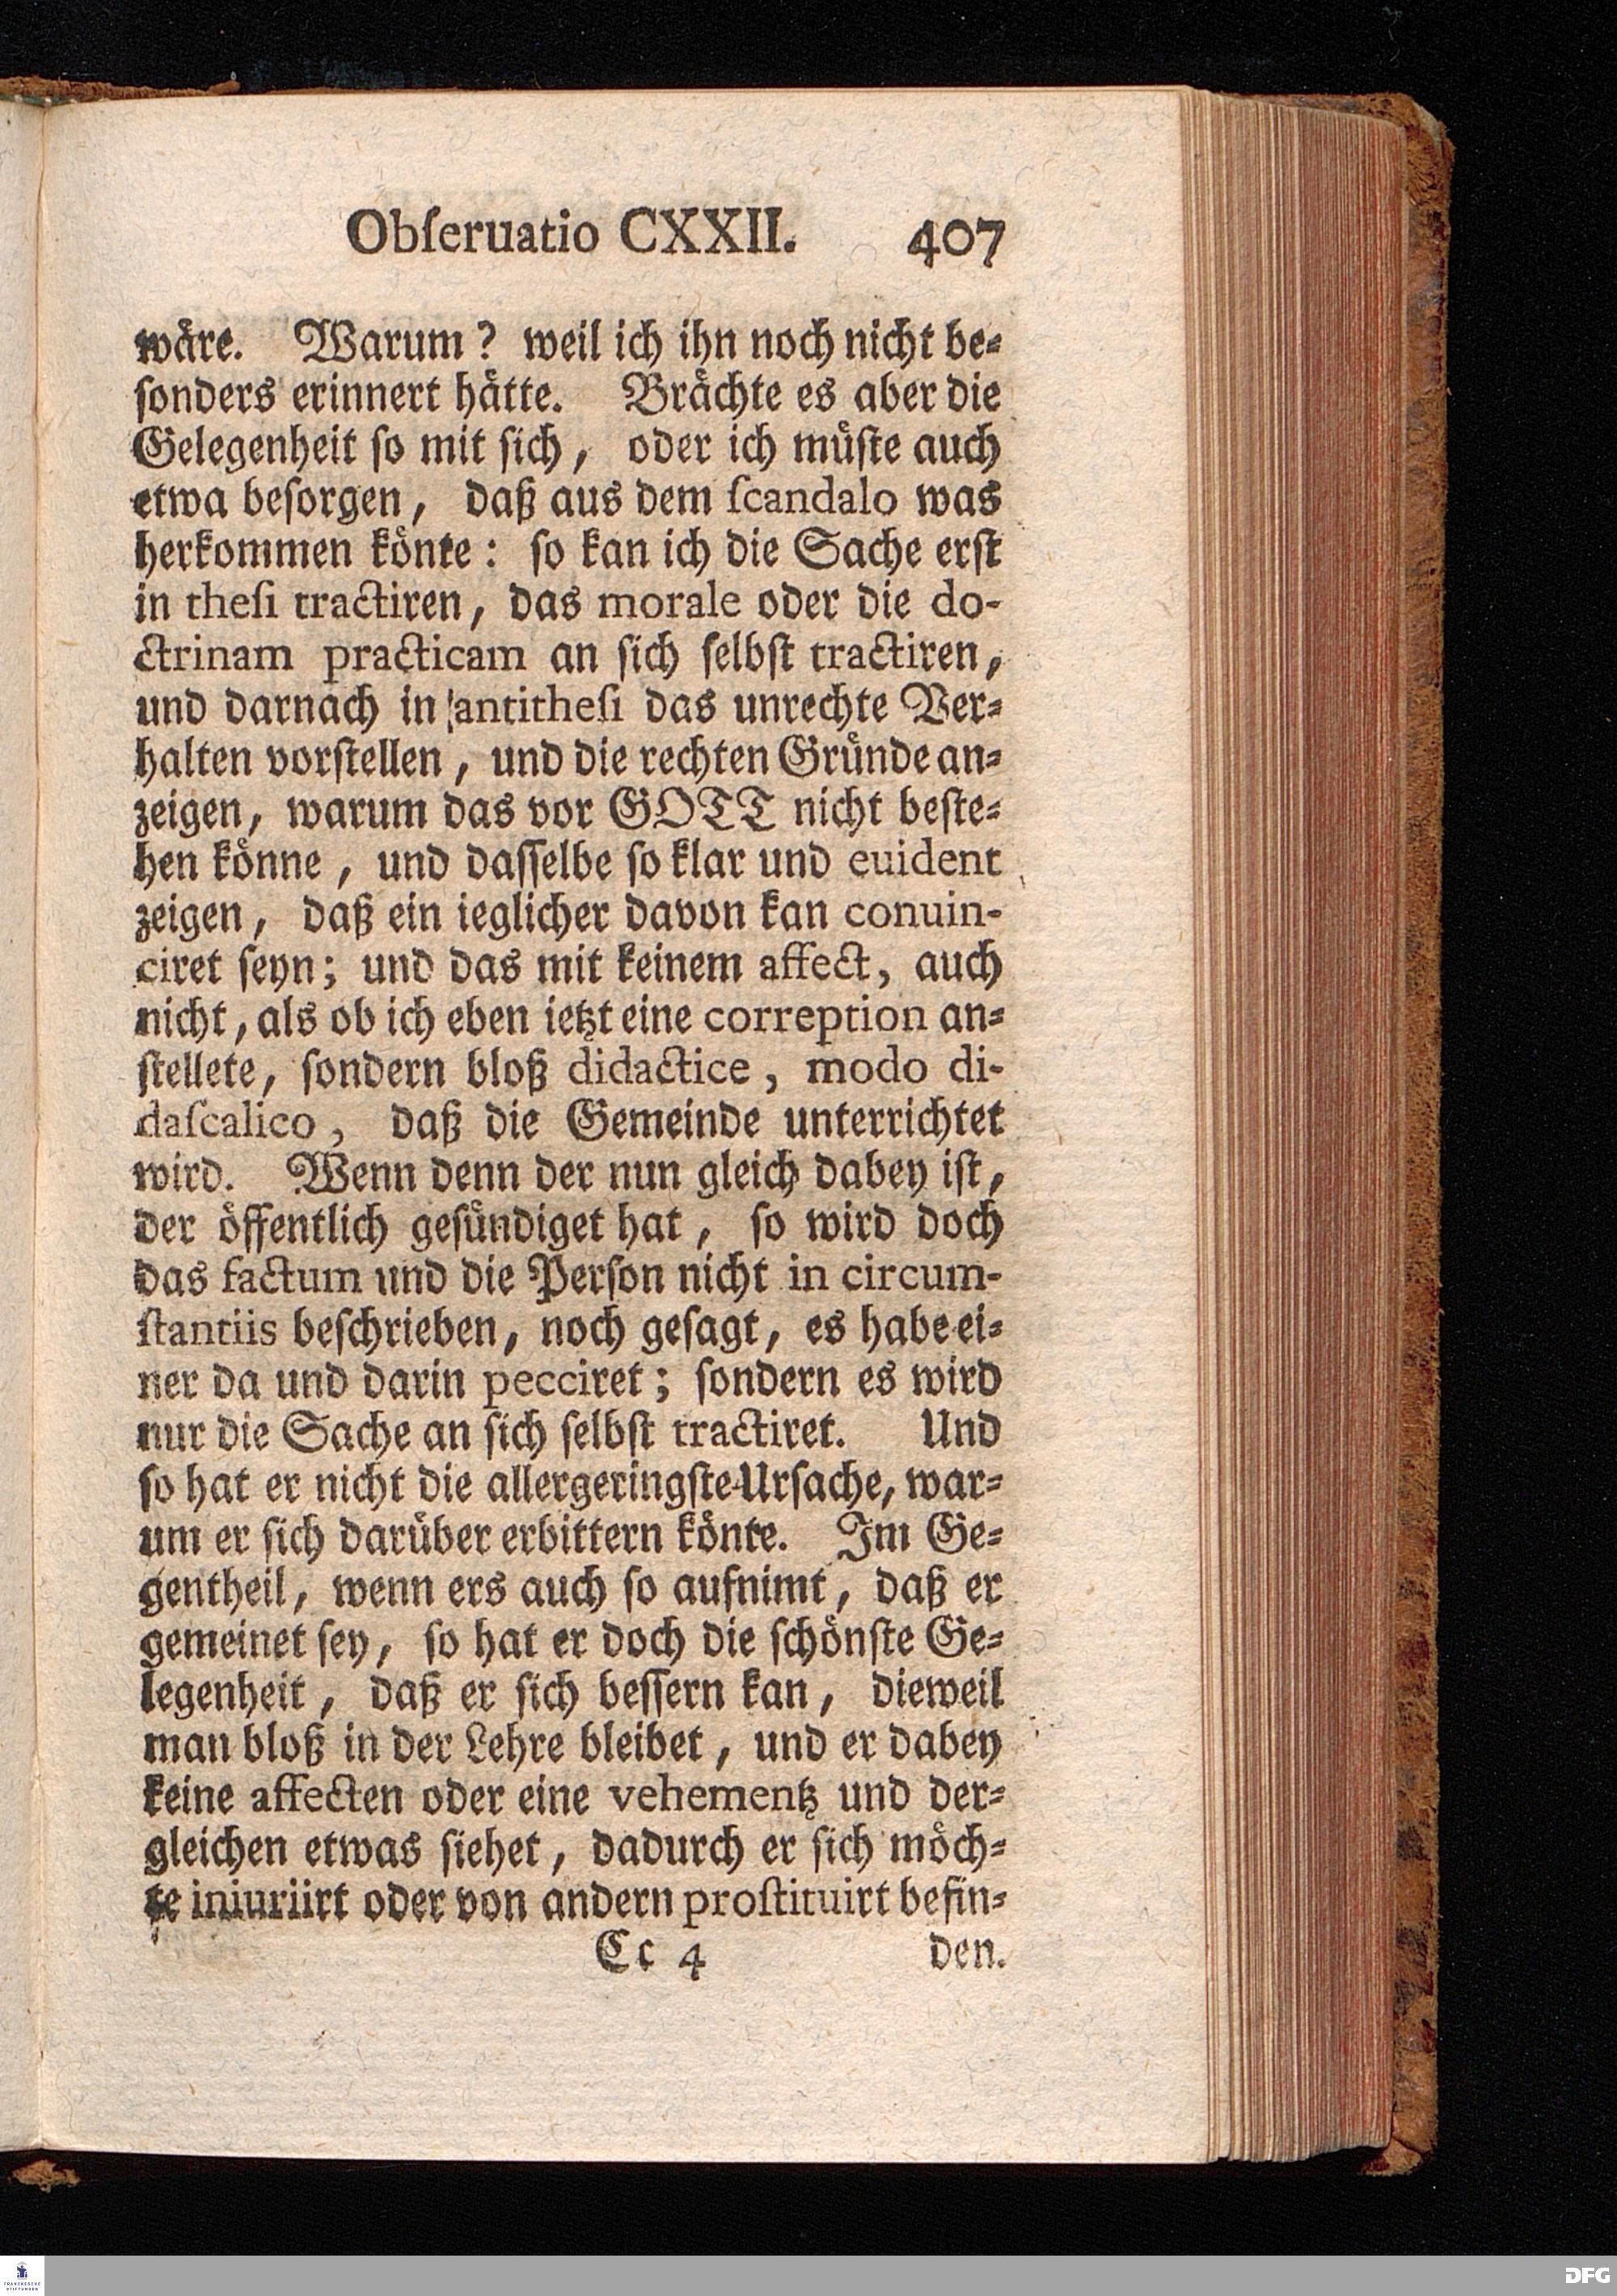 Obſeruatio CXXII. 407
wäre. Warum? weil ich ihn noch nicht be-
ſonders erinnert hätte. Brächte es aber die
Gelegenheit ſo mit ſich, oder ich müſte auch
etwa beſorgen, daß aus dem ſcandalo was
herkommen könte: ſo kan ich die Sache erſt
in theſi tractiren, das morale oder die do-
ctrinam practicam an ſich ſelbſt tractiren,
und darnach in antitheſi das unrechte Ver-
halten vorſtellen, und die rechten Gründe an-
zeigen, warum das vor GOTT nicht beſte-
hen könne, und daſſelbe ſo klar und euident
zeigen, daß ein ieglicher davon kan conuin-
ciret ſeyn; und das mit keinem affect, auch
nicht, als ob ich eben ietzt eine correption an-
ſtellete, ſondern bloß didactice, modo di-
daſcalico, daß die Gemeinde unterrichtet
wird. Wenn denn der nun gleich dabey iſt,
der öffentlich geſündiget hat, ſo wird doch
das factum und die Perſon nicht in circum-
ſtantiis beſchrieben, noch geſagt, es habe ei-
ner da und darin pecciret; ſondern es wird
nur die Sache an ſich ſelbſt tractiret. Und
ſo hat er nicht die allergeringſte Urſache, war-
um er ſich darüber erbittern könte. Im Ge-
gentheil, wenn ers auch ſo aufnimt, daß er
gemeinet ſey, ſo hat er doch die ſchönſte Ge-
legenheit, daß er ſich beſſern kan, dieweil
man bloß in der Lehre bleibet, und er dabey
keine affecten oder eine vehementz und der-
gleichen etwas ſiehet, dadurch er ſich möch-
te iniuriirt oder von andern proſtituirt befin-
Cc 4 den.
FRANCKESCHE
STIFTUNGEN
DFG